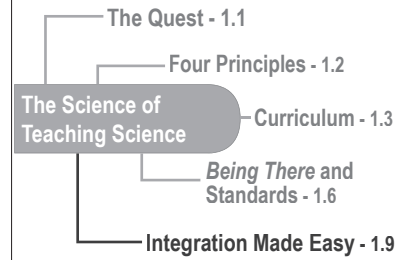 The Quest - 1.1
Four Principles - 1.2
The Science of
Teaching Science
Curriculum - 1.3
Being There and
Standards - 1.6
Integration Made Easy - 1.9